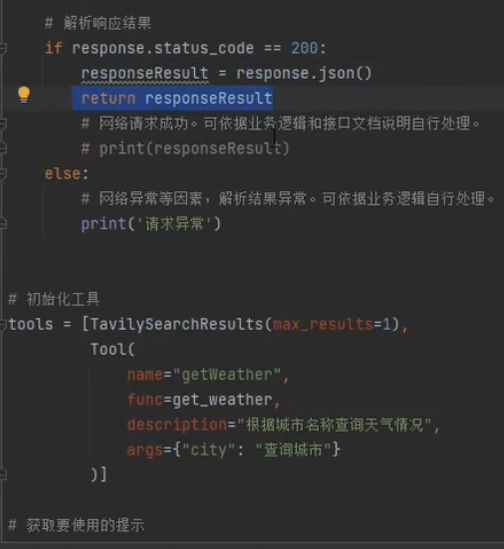 # 解析响应结果
if response.status_code == 200:
responseResult = response.json()
return responseResult
# 网络请求成功。可依据业务逻辑和接口文档说明自行处理。
# print(responseResult)
else:
# 网络异常等因素，解析结果异常。可依据业务逻辑自行处理。
print('请求异常')
# 初始化工具
tools = [TavilySearchResults(max_results=1),
Tool(
name="getWeather",
func=get_weather,
description="根据城市名称查询天气情况",
args={"city": "查询城市"}
)]
# 获取要使用的提示